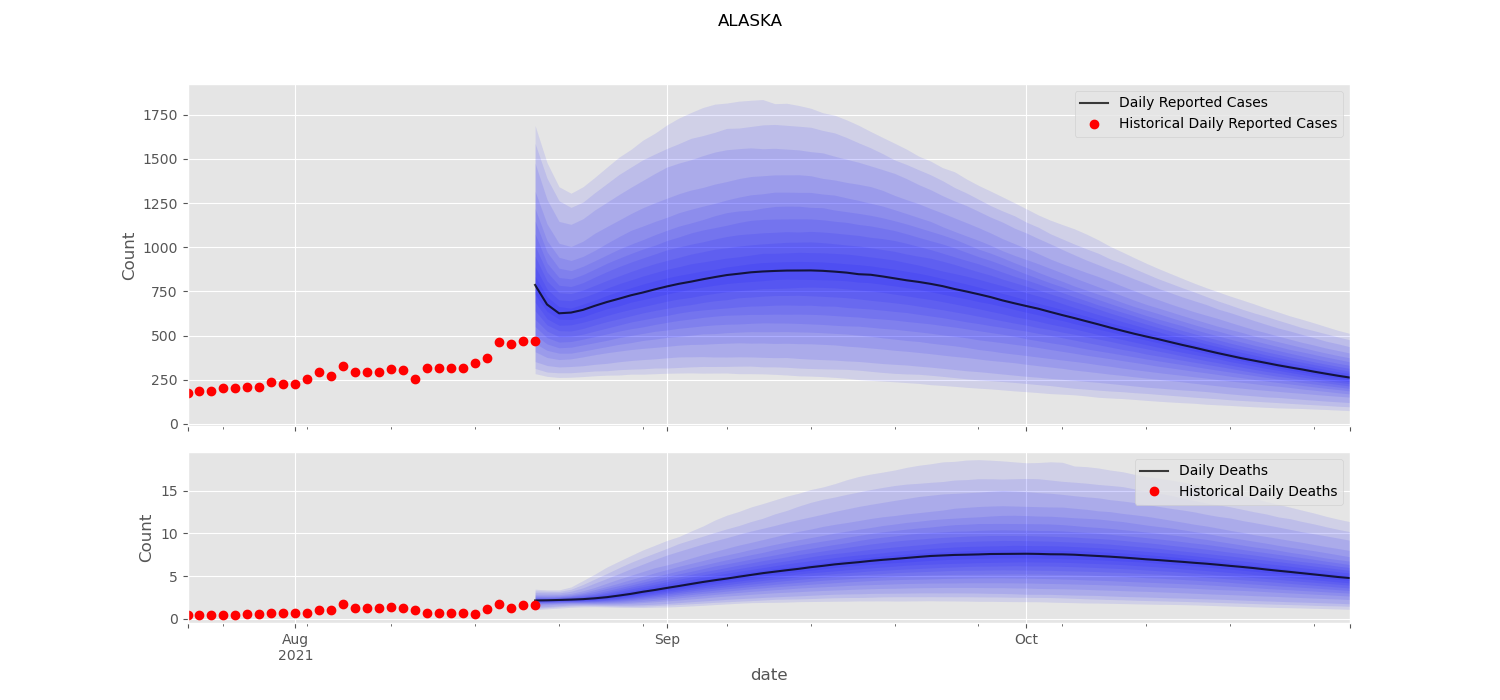 ALASKA
Count
1750
1500
1250
1000
750
500
250
0
Daily Reported Cases
Historical Daily Reported Cases
Count
15
10
5
0
Daily Deaths
Historical Daily Deaths
Aug
2021
Sep
Oct
date